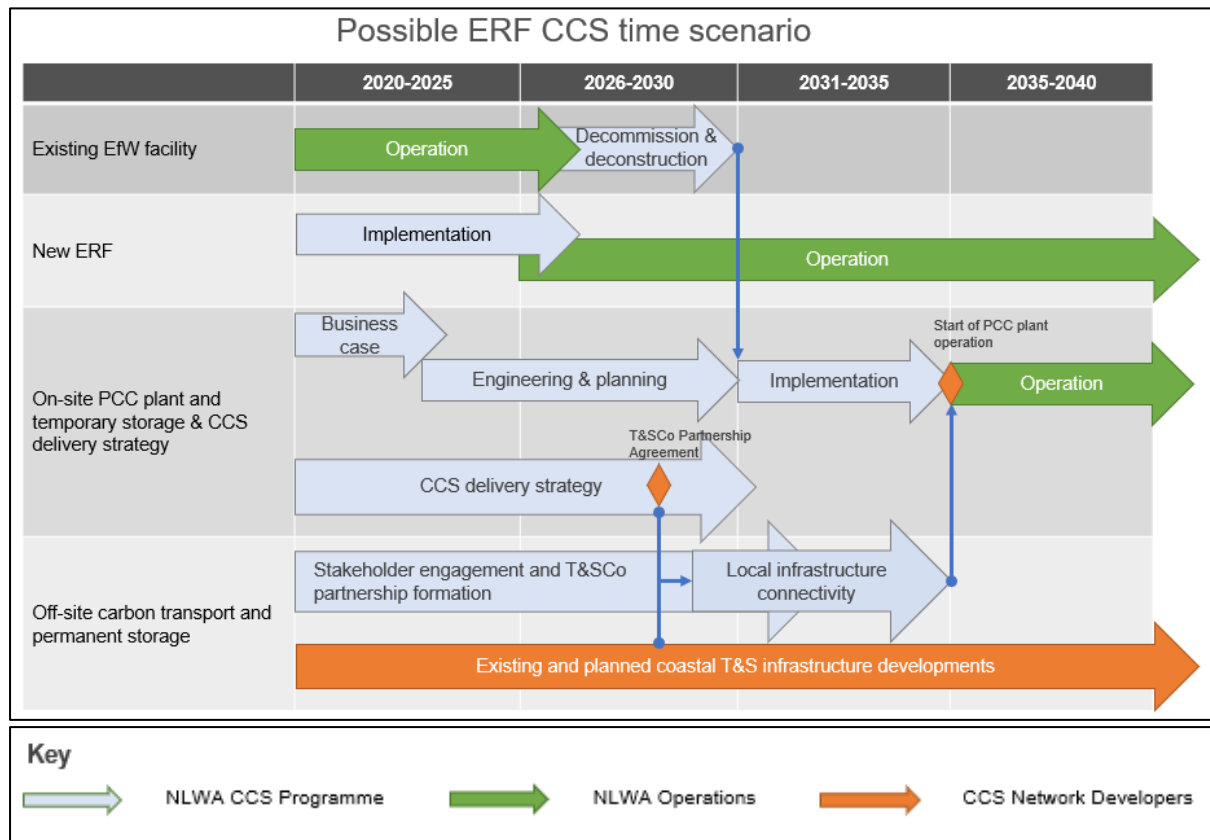 Possible ERF CCS time scenario
2020-2025 2026-2030 2031-2035 2035-2040
Existing EfW facility
Operation
Decommission &
deconstruction
New ERF
Implementation
Operation
On-site PCC plant and
temporary storage & CCS
delivery strategy
Business
case
Engineering & planning
Implementation
Start of PCC plant
operation
Operation
T&SCo Partnership
Agreement
CCS delivery strategy
Off-site carbon transport and
permanent storage
Stakeholder engagement and T&SCo
partnership formation
Local infrastructure
connectivity
Existing and planned coastal T&S infrastructure developments
Key
NLWA CCS Programme
NLWA Operations
CCS Network Developers